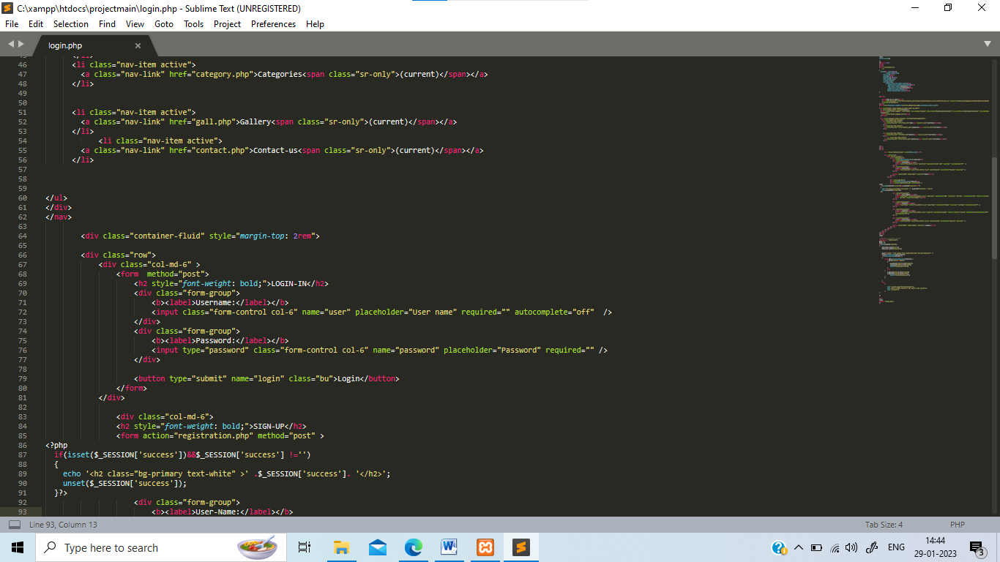 C:\xampp\htdocs\projectmain\login.php - Sublime Text (UNREGISTERED)
File Edit Selection Find View Goto Tools Project Preferences Help
login.php
46 <li class="nav-item active">
47 <a class="nav-link" href="category.php">Categories<span class="sr-only">(current)</span></a>
48 </li>
49
50
51 <li class="nav-item active">
52 <a class="nav-link" href="gall.php">Gallery<span class="sr-only">(current)</span></a>
53 </li>
54 <li class="nav-item active">
55 <a class="nav-link" href="contact.php">Contact-us<span class="sr-only">(current)</span></a>
56 </li>
57
58
59
60 </ul>
61 </div>
62 </nav>
63
64 <div class="container-fluid" style="margin-top: 2rem">
65
66 <div class="row">
67 <div class="col-md-6" >
68 <form  method="post">
69 <h2 style="font-weight: bold;">LOGIN-IN</h2>
70 <div class="form-group">
71 <b><label>Username:</label></b>
72 <input class="form-control col-6" name="user" placeholder="User name" required="" autocomplete="off"  />
73 </div>
74 <div class="form-group">
75 <b><label>Password:</label></b>
76 <input type="password" class="form-control col-6" name="password" placeholder="Password" required="" />
77 </div>
78
79 <button type="submit" name="login" class="bu">Login</button>
80 </form>
81 </div>
82
83 <div class="col-md-6">
84 <h2 style="font-weight: bold;">SIGN-UP</h2>
85 <form action="registration.php" method="post" >
86 <?php
87 if(isset($_SESSION['success'])&&$_SESSION['success'] !='')
88 {
89 echo '<h2 class="bg-primary text-white" >' .$_SESSION['success']. '</h2>';
90 unset($_SESSION['success']);
91 }?>
92 <div class="form-group">
93 <b><label>User-Name:</label></b>
Line 93, Column 13 Tab Size: 4 PHP
Type here to search ENG 14:44
29-01-2023 3